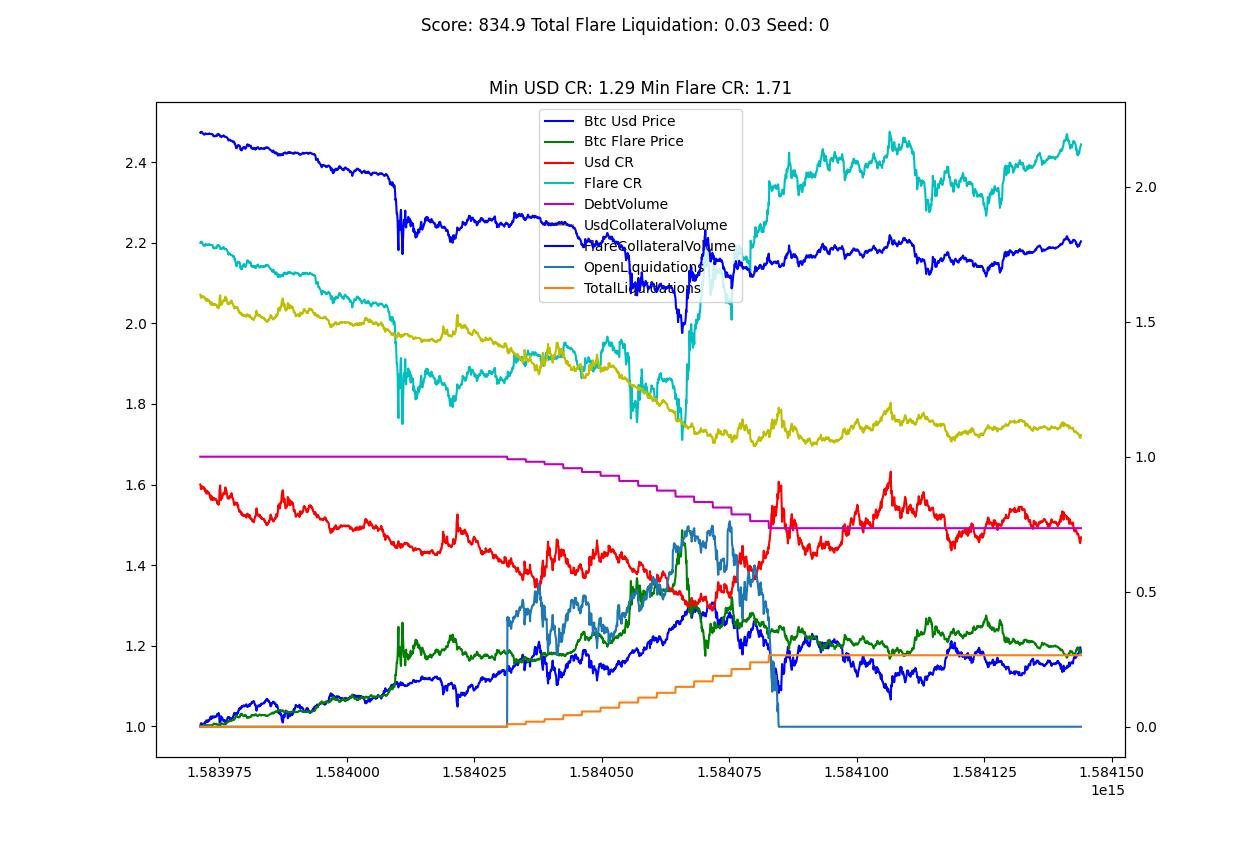 Score: 834.9 Total Flare Liquidation: 0.03 Seed: 0
Min USD CR: 1.29 Min Flare CR: 1.71
Btc Usd Price
Btc Flare Price
Usd CR
Flare CR
DebtVolume
UsdCollateralVolume
FlareCollateralVolume
OpenLiquidations
TotalLiquidations
2.4
2.2
2.0
1.8
1.6
1.4
1.2
1.0
2.0
1.5
1.0
0.5
0.0
1.583975 1.584000 1.584025 1.584050 1.584075 1.584100 1.584125 1.584150
1e15